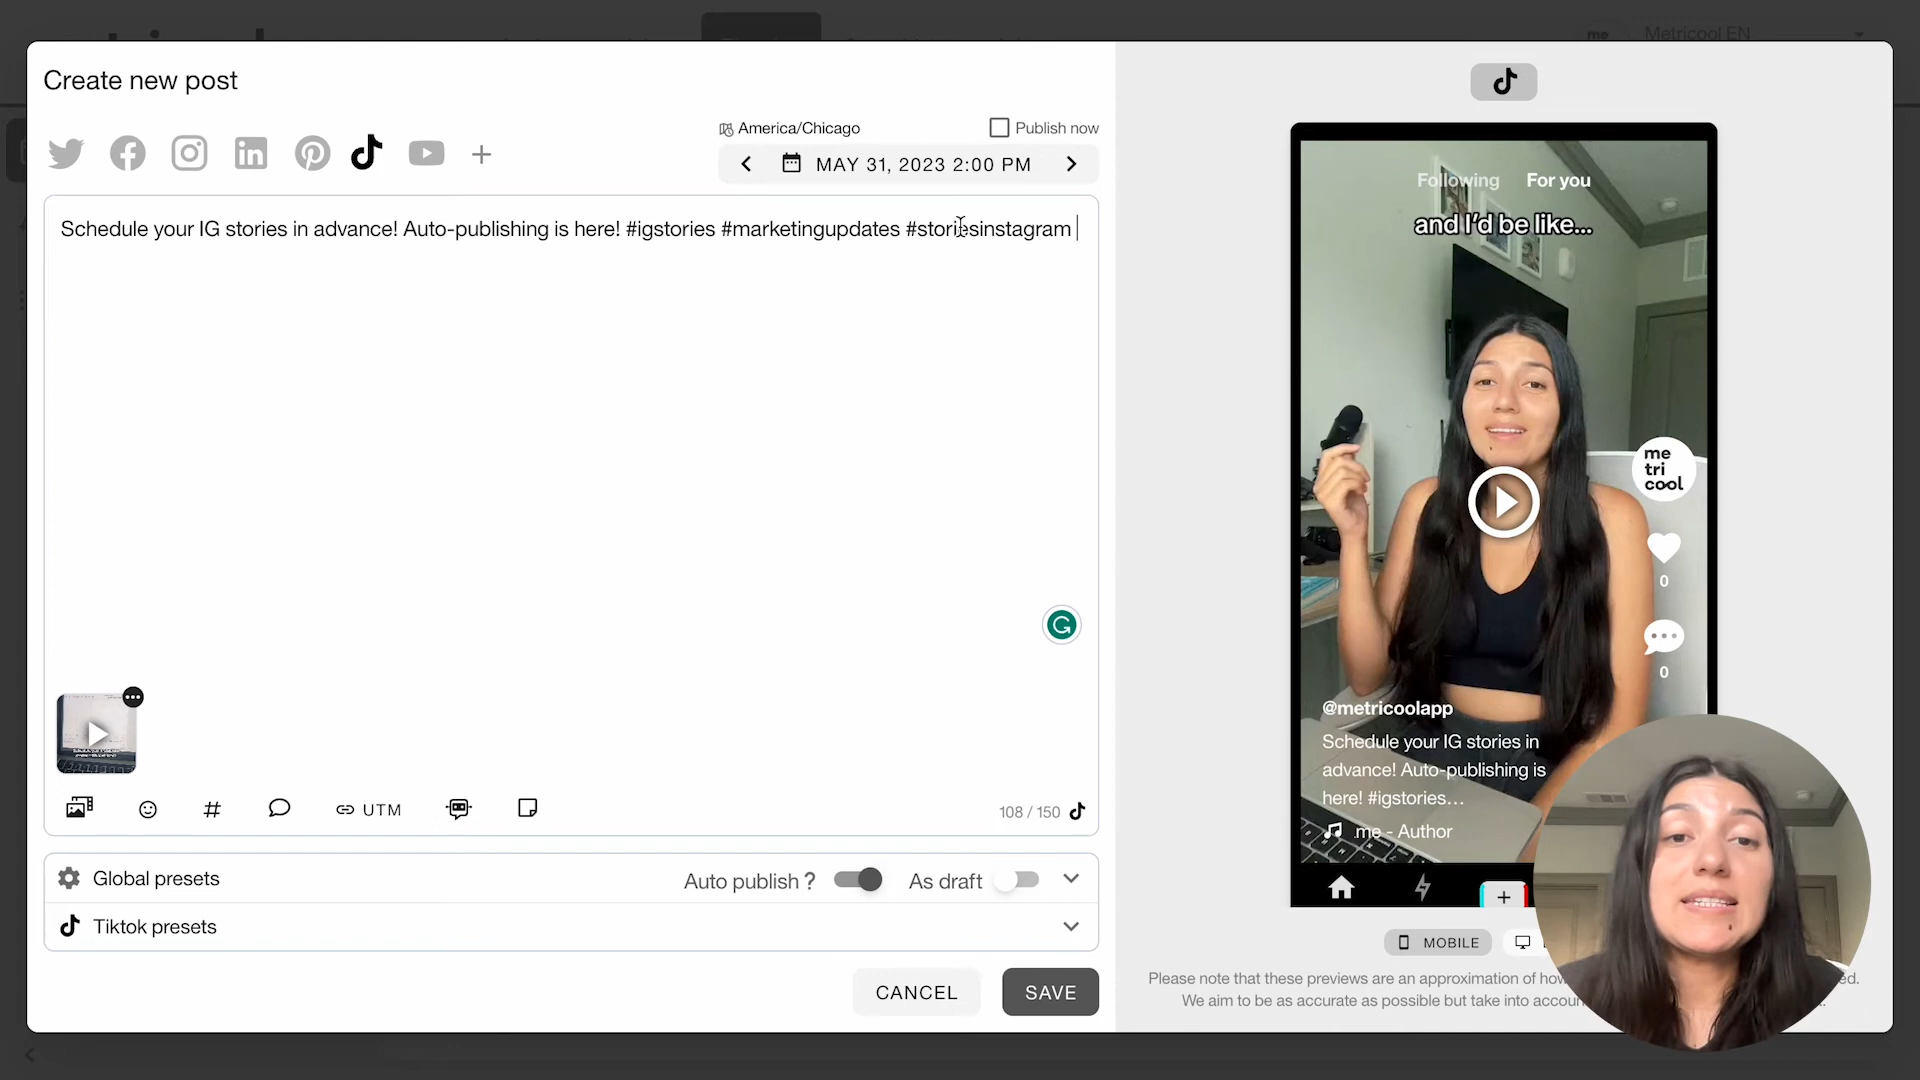 Metricool EN
Create new post
America/Chicago
Publish now
MAY 31, 2023 2:00 PM
Schedule your IG stories in advance! Auto-publishing is here! #igstories #marketingupdates #storiesinstagram
UTM
108 / 150
Global presets
Auto publish ?
As draft
Tiktok presets
CANCEL
SAVE
Following
For you
and I'd be like...
me
tri
cool
0
0
@metricoolapp
Schedule your IG stories in
advance! Auto-publishing is
here! #igstories...
me - Author
MOBILE
Please note that these previews are an approximation of how
We aim to be as accurate as possible but take into